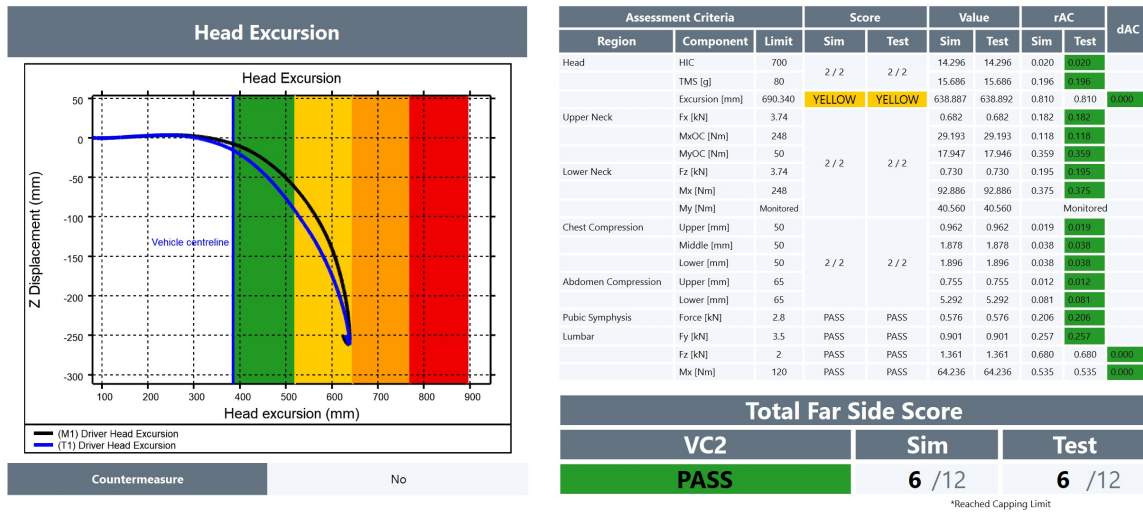 Head Excursion
Head Excursion
50
0
-50
-100
-150
-200
-250
-300
Z Displacement (mm)
Vehicle centreline
100 200 300 400 500 600 700 800 900
Head excursion (mm)
(M1) Driver Head Excursion
(T1) Driver Head Excursion
Countermeasure No
Assessment Criteria Score Value rAC dAC
Region Component Limit Sim Test Sim Test Sim Test
Head HIC 700 2 / 2 2 / 2 14.296 14.296 0.020 0.020
TMS [g] 80 15.686 15.686 0.196 0.196
Excursion [mm] 690.340 YELLOW YELLOW 638.887 638.892 0.810 0.810 0.000
Upper Neck Fx [kN] 3.74 0.682 0.682 0.182 0.182
MxOC [Nm] 248 29.193 29.193 0.118 0.118
MyOC [Nm] 50 2 / 2 2 / 2 17.947 17.946 0.359 0.359
Lower Neck Fz [kN] 3.74 0.730 0.730 0.195 0.195
Mx [Nm] 248 92.886 92.886 0.375 0.375
My [Nm] Monitored 40.560 40.560 Monitored
Chest Compression Upper [mm] 50 0.962 0.962 0.019 0.019
Middle [mm] 50 1.878 1.878 0.038 0.038
Lower [mm] 50 2 / 2 2 / 2 1.896 1.896 0.038 0.038
Abdomen Compression Upper [mm] 65 0.755 0.755 0.012 0.012
Lower [mm] 65 5.292 5.292 0.081 0.081
Pubic Symphysis Force [kN] 2.8 PASS PASS 0.576 0.576 0.206 0.206
Lumbar Fy [kN] 3.5 PASS PASS 0.901 0.901 0.257 0.257
Fz [kN] 2 PASS PASS 1.361 1.361 0.680 0.680 0.000
Mx [Nm] 120 PASS PASS 64.236 64.236 0.535 0.535 0.000
Total Far Side Score
VC2 Sim Test
PASS 6 /12 6 /12
*Reached Capping Limit